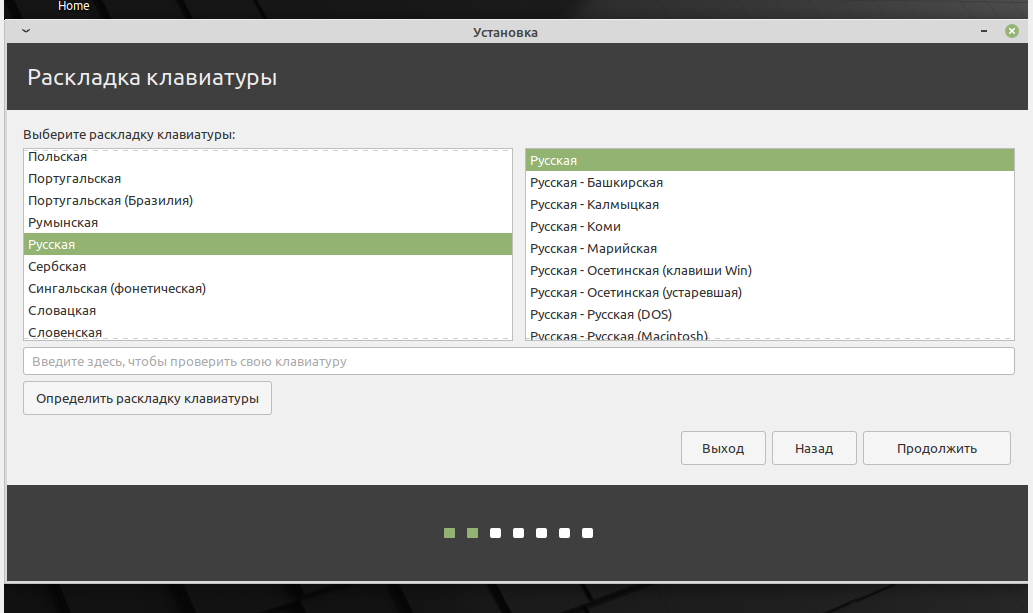 Home
Установка
Раскладка клавиатуры
Выберите раскладку клавиатуры:
Польская
Португальская
Португальская (Бразилия)
Румынская
Русская
Сербская
Сингальская (фонетическая)
Словацкая
Словенская
Русская
Русская - Башкирская
Русская - Калмыцкая
Русская - Коми
Русская - Марийская
Русская - Осетинская (клавиши Win)
Русская - Осетинская (устаревшая)
Русская - Русская (DOS)
Русская - Русская (Macintosh)
Введите здесь, чтобы проверить свою клавиатуру
Определить раскладку клавиатуры
Выход
Назад
Продолжить